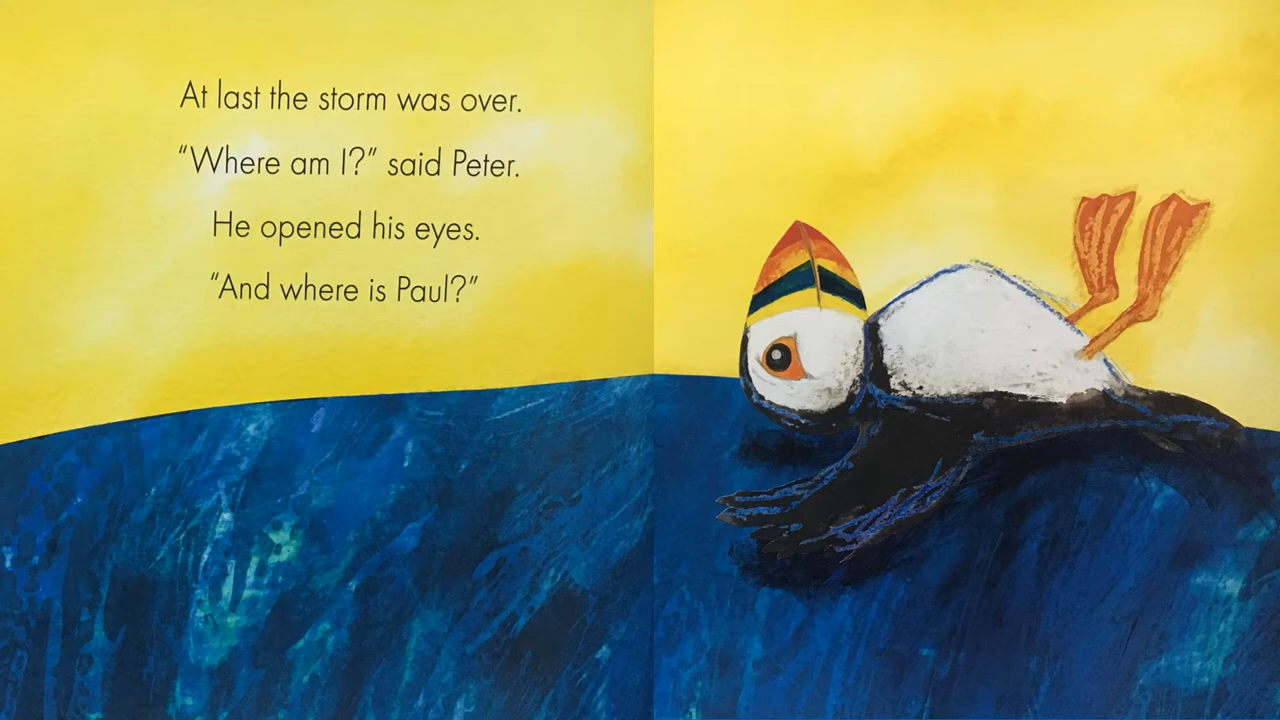 At last the storm was over.
“Where am I?” said Peter.
He opened his eyes.
“And where is Paul?”